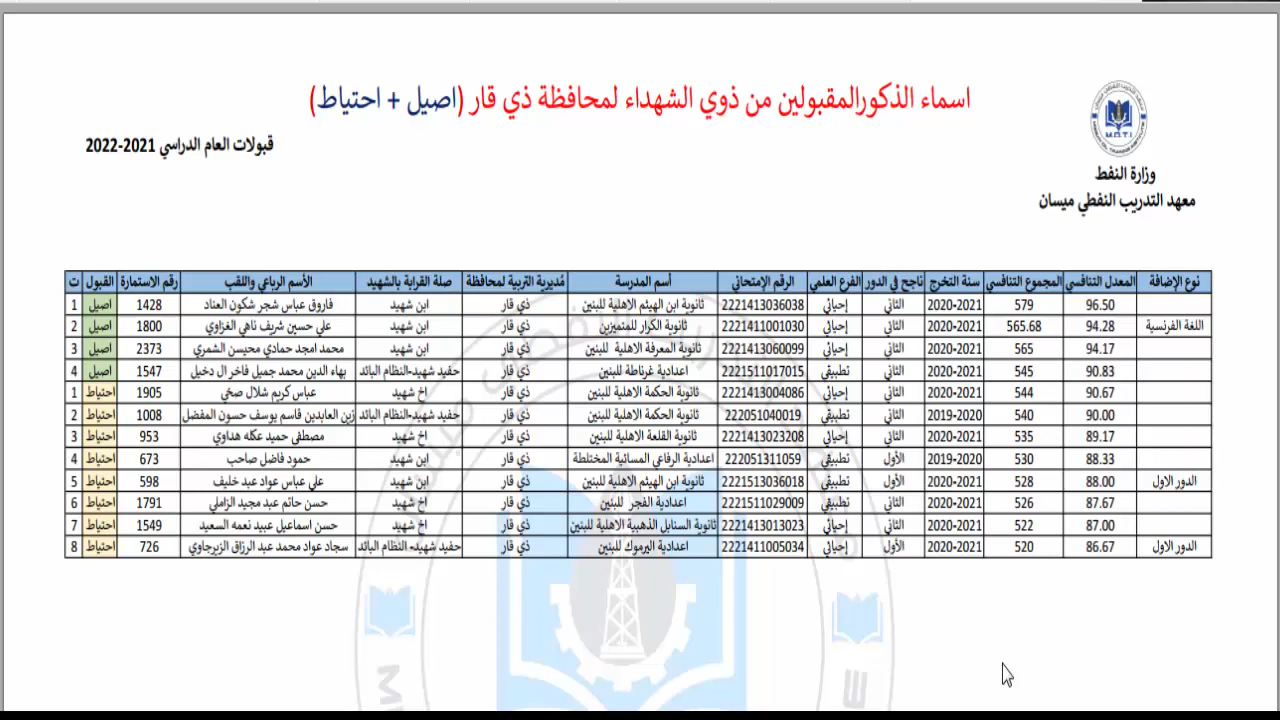 اسماء الذكورالمقبولين من ذوي الشهداء لمحافظة ذي قار (اصيل + احتياط)
قبولات العام الدراسي 2021-2022
M.O.T.I
وزارة النفط
معهد التدريب النفطي ميسان
ت القبول رقم الاستمارة الأسم الرباعي واللقب صلة القرابة بالشهيد مُديرية التربية لمحافظة أسم المدرسة الرقم الإمتحاني الفرع العلمي ناجح في الدور سنة التخرج المجموع التنافسي المعدل التنافسي نوع الإضافة
1 اصيل 1428 فاروق عباس شجر شكون العناد ابن شهيد ذي قار ثانوية ابن الهيثم الاهلية للبنين 2221413036038 إحيائي الثاني 2020-2021 579 96.50
2 اصيل 1800 علي حسين شريف ناهي الغزاوي ابن شهيد ذي قار ثانوية الكرار للمتميزين 2221411001030 إحيائي الثاني 2020-2021 565.68 94.28 اللغة الفرنسية
3 اصيل 2373 محمد امجد حمادي محيسن الشمري ابن شهيد ذي قار ثانوية المعرفة الاهلية للبنين 2221413060099 إحيائي الثاني 2020-2021 565 94.17
4 اصيل 1547 بهاء الدين محمد جميل فاخر ال دخيل حفيد شهيد-النظام البائد ذي قار اعدادية غرناطة للبنين 2221511017015 تطبيقي الثاني 2020-2021 545 90.83
1 احتياط 1905 عباس كريم شلال صخي اخ شهيد ذي قار ثانوية الحكمة الاهلية للبنين 2221413004086 إحيائي الثاني 2020-2021 544 90.67
2 احتياط 1008 زين العابدين قاسم يوسف حسون المفضل حفيد شهيد-النظام البائد ذي قار ثانوية الحكمة الاهلية للبنين 222051040019 تطبيقي الثاني 2019-2020 540 90.00
3 احتياط 953 مصطفى حميد عكله هداوي اخ شهيد ذي قار ثانوية القلعة الاهلية للبنين 2221413023208 إحيائي الثاني 2020-2021 535 89.17
4 احتياط 673 حمود فاضل صاحب ابن شهيد ذي قار اعدادية الرفاعي المسائية المختلطة 222051311059 تطبيقي الأول 2019-2020 530 88.33
5 احتياط 598 علي عباس عواد عبد خليف ابن شهيد ذي قار ثانوية ابن الهيثم الاهلية للبنين 2221513036018 تطبيقي الأول 2020-2021 528 88.00 الدور الاول
6 احتياط 1791 حسن حاتم عبد مجيد الزاملي اخ شهيد ذي قار اعدادية الفجر للبنين 2221511029009 تطبيقي الثاني 2020-2021 526 87.67
7 احتياط 1549 حسن اسماعيل عبيد نعمه السعيد اخ شهيد ذي قار ثانوية السنابل الذهبية الاهلية للبنين 2221413013023 إحيائي الثاني 2020-2021 522 87.00
8 احتياط 726 سجاد عواد محمد عبد الرزاق الزيرجاوي حفيد شهيد- النظام البائد ذي قار اعدادية اليرموك للبنين 2221411005034 إحيائي الأول 2020-2021 520 86.67 الدور الاول